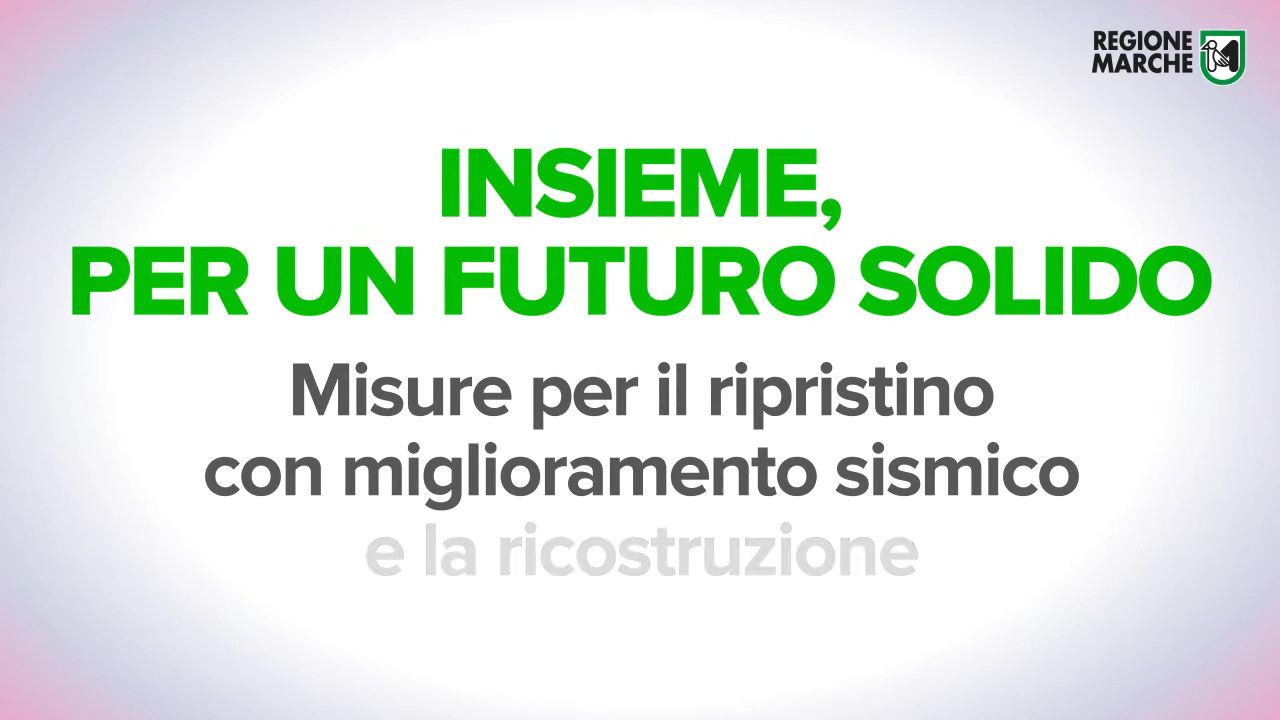 REGIONE
MARCHE
INSIEME,
PER UN FUTURO SOLIDO
Misure per il ripristino
con miglioramento sismico
e la ricostruzione